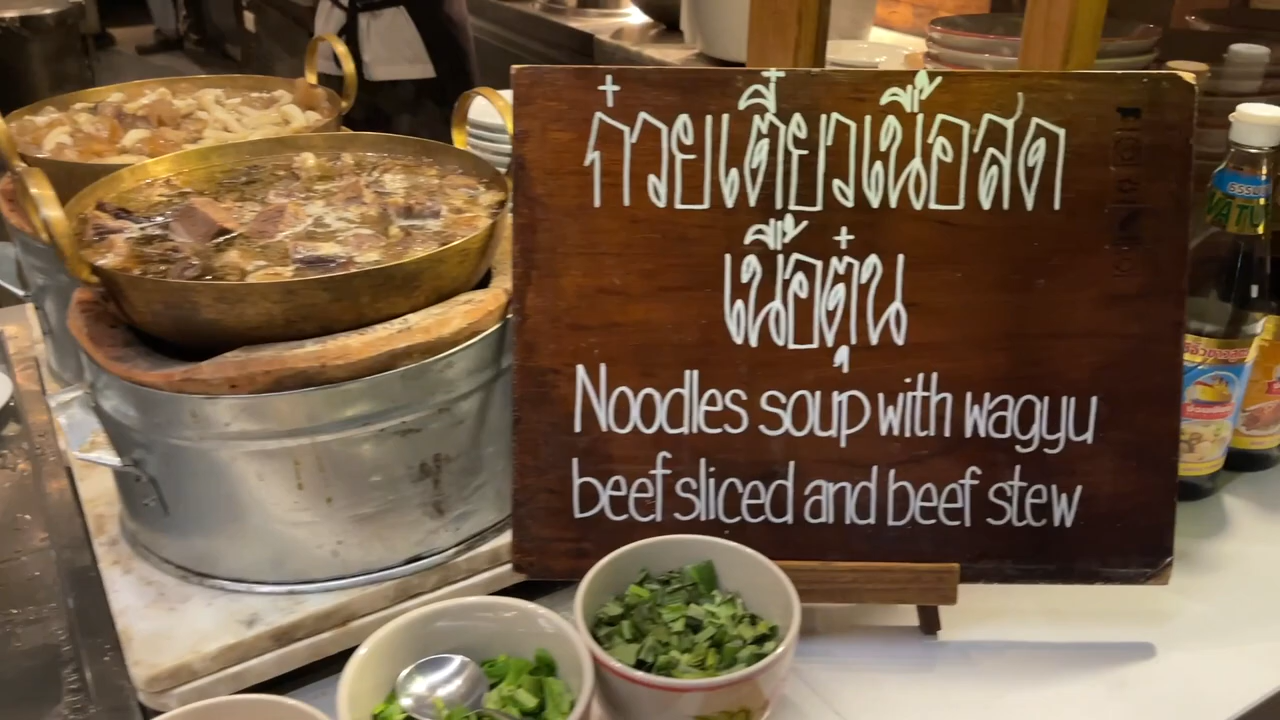 ก๋วยเตี๋ยวเนื้อสด
เนื้อตุ๋น
Noodles soup with wagyu
beef sliced and beef stew